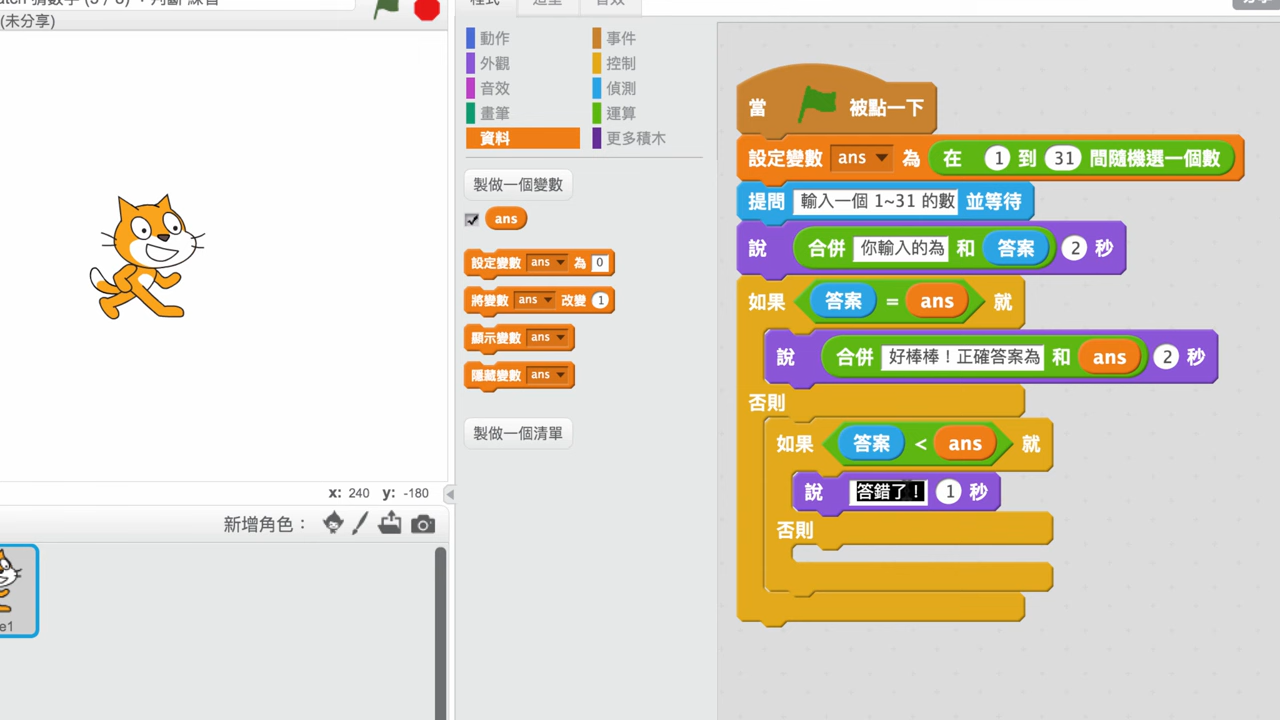 (未分享)
動作
事件
外觀
控制
音效
偵測
畫筆
運算
資料
更多積木
製做一個變數
ans
設定變數 ans 為 0
將變數 ans 改變 1
顯示變數 ans
隱藏變數 ans
製做一個清單
x: 240 y: -180
新增角色：
e1
當 被點一下
設定變數 ans 為 在 1 到 31 間隨機選一個數
提問 輸入一個 1~31 的數 並等待
說 合併 你輸入的為 和 答案 2 秒
如果 答案 = ans 就
說 合併 好棒棒！正確答案為 和 ans 2 秒
否則
如果 答案 < ans 就
說 答錯了！ 1 秒
否則